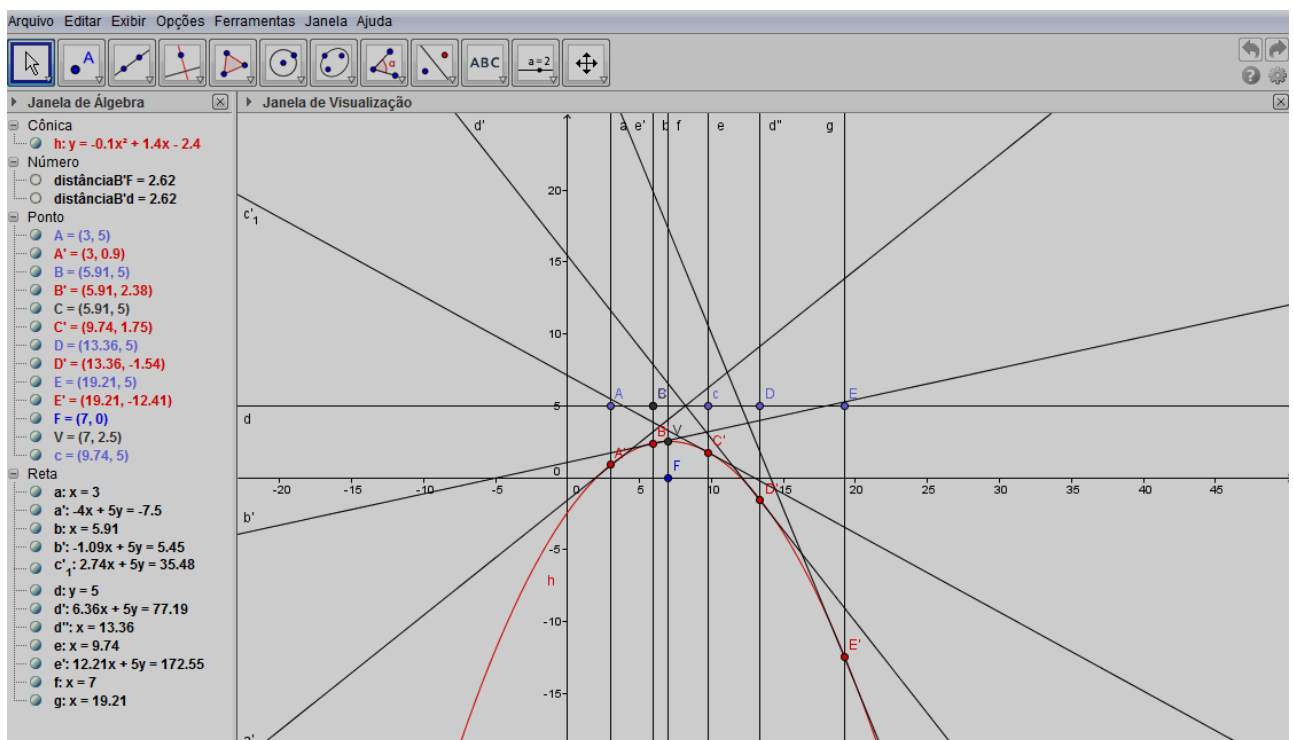 Arquivo Editar Exibir Opções Ferramentas Janela Ajuda
A
α
ABC
a=2
Janela de Álgebra
Janela de Visualização
Cônica
h: y = -0.1x² + 1.4x - 2.4
Número
distânciaB'F = 2.62
distânciaB'd = 2.62
Ponto
A = (3, 5)
A' = (3, 0.9)
B = (5.91, 5)
B' = (5.91, 2.38)
C = (5.91, 5)
C' = (9.74, 1.75)
D = (13.36, 5)
D' = (13.36, -1.54)
E = (19.21, 5)
E' = (19.21, -12.41)
F = (7, 0)
V = (7, 2.5)
c = (9.74, 5)
Reta
a: x = 3
a': -4x + 5y = -7.5
b: x = 5.91
b': -1.09x + 5y = 5.45
c'₁: 2.74x + 5y = 35.48
d: y = 5
d': 6.36x + 5y = 77.19
d'': x = 13.36
e: x = 9.74
e': 12.21x + 5y = 172.55
f: x = 7
g: x = 19.21
d' a e' b f e d'' g
20
c'₁
15
10
A B c D E
5
d
B' V
A' C'
F
0
-20 -15 -10 -5 0 5 10 15 20 25 30 35 40 45
D'
b'
-5
h
-10
E'
-15
a'